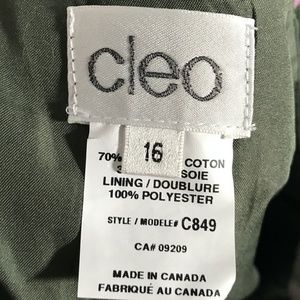 cleo
16
70% COTON
SOIE
LINING / DOUBLURE
100% POLYESTER
STYLE / MODELE# C849
CA# 09209
MADE IN CANADA
FABRIQUÉ AU CANADA